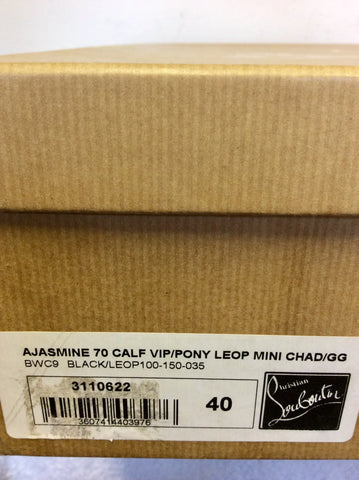 AJASMINE 70 CALF VIP/PONY LEOP MINI CHAD/GG
BWC9 BLACK/LEOP100-150-035
3110622
40
3607414403976
Christian
Louboutin